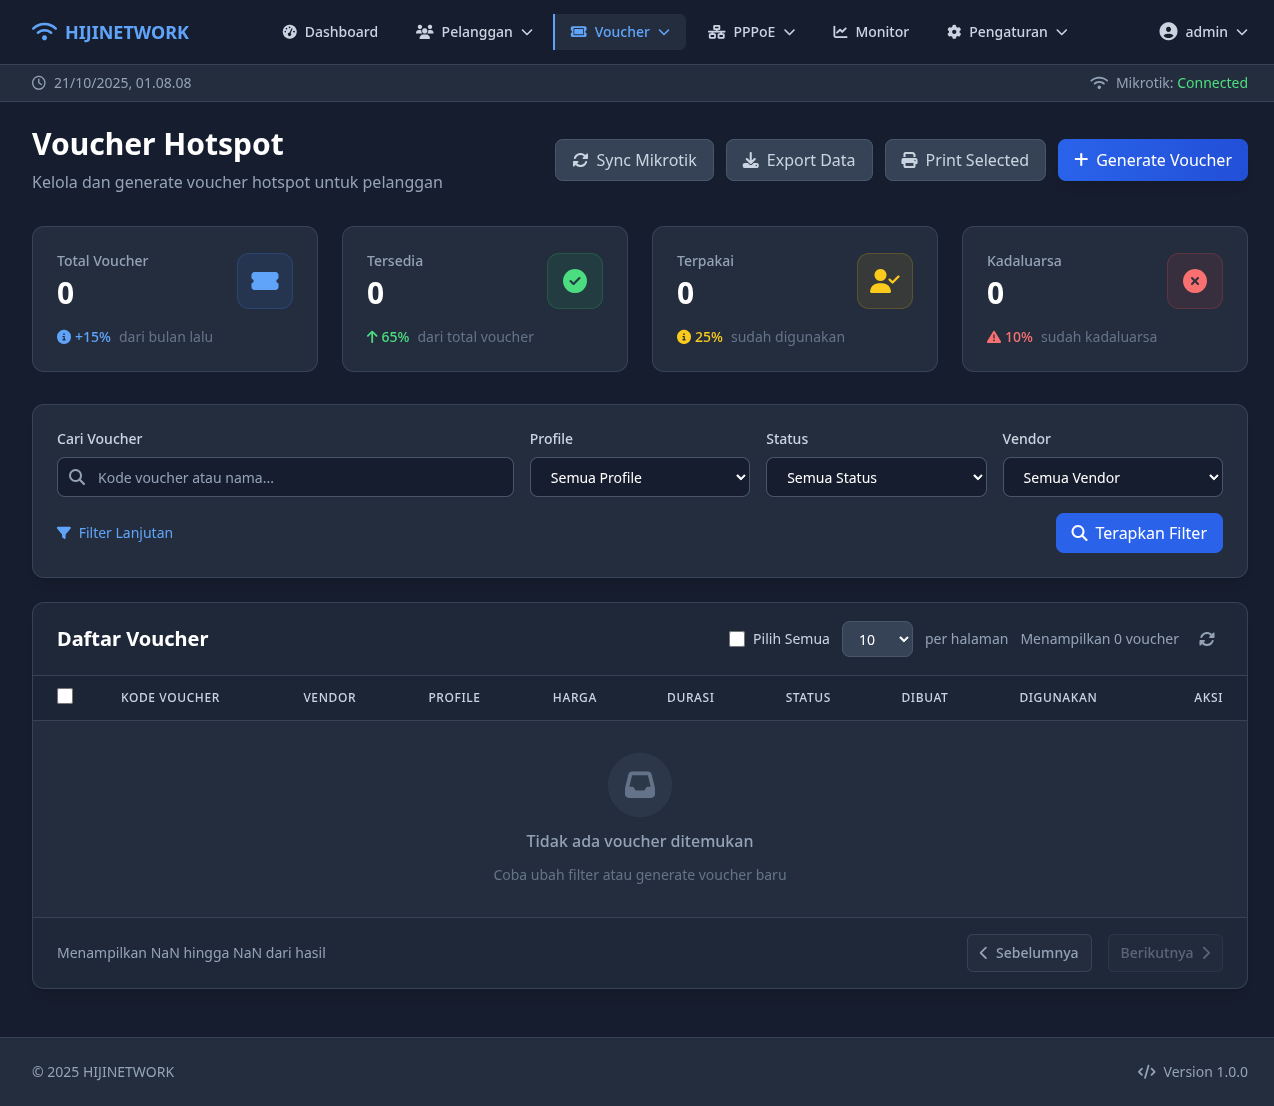 HIJINETWORK Dashboard Pelanggan Voucher PPPoE Monitor Pengaturan admin
21/10/2025, 01.08.08 Mikrotik: Connected
Voucher Hotspot
Kelola dan generate voucher hotspot untuk pelanggan
Sync Mikrotik Export Data Print Selected Generate Voucher
Total Voucher
0
+15% dari bulan lalu
Tersedia
0
65% dari total voucher
Terpakai
0
25% sudah digunakan
Kadaluarsa
0
10% sudah kadaluarsa
Cari Voucher Profile Status Vendor
Kode voucher atau nama... Semua Profile Semua Status Semua Vendor
Filter Lanjutan Terapkan Filter
Daftar Voucher Pilih Semua 10 per halaman Menampilkan 0 voucher
KODE VOUCHER VENDOR PROFILE HARGA DURASI STATUS DIBUAT DIGUNAKAN AKSI
Tidak ada voucher ditemukan
Coba ubah filter atau generate voucher baru
Menampilkan NaN hingga NaN dari hasil Sebelumnya Berikutnya
© 2025 HIJINETWORK Version 1.0.0